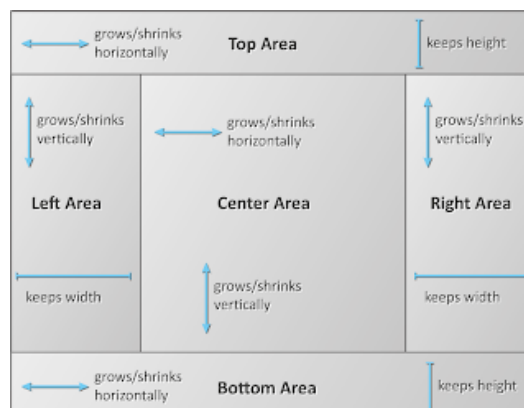 grows/shrinks
horizontally
Top Area
keeps height
grows/shrinks
vertically
grows/shrinks
horizontally
grows/shrinks
vertically
Left Area
Center Area
Right Area
keeps width
grows/shrinks
vertically
keeps width
grows/shrinks
horizontally
Bottom Area
keeps height